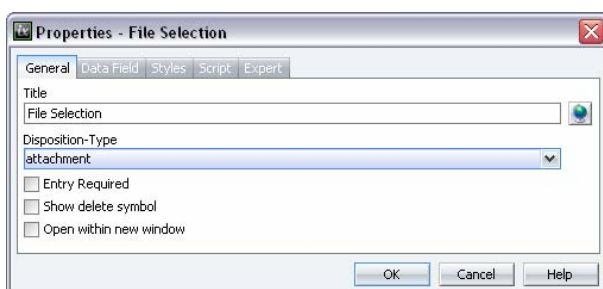 Properties - File Selection
General Data Field Styles Script Expert
Title
File Selection
Disposition-Type
attachment
Entry Required
Show delete symbol
Open within new window
OK Cancel Help